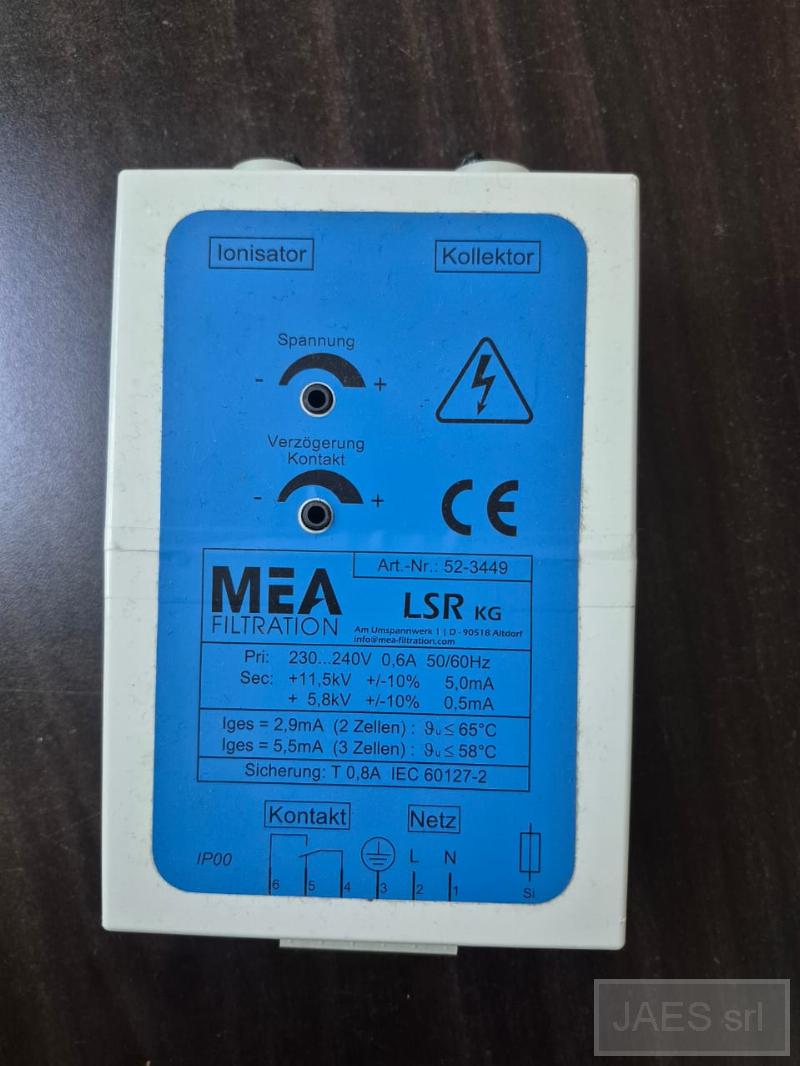 Ionisator
Kollektor
Spannung
- +
Verzögerung
Kontakt
- +
CE
Art.-Nr.: 52-3449
MEA
FILTRATION
LSR KG
Am Umspannwerk 1 | D - 90518 Altdorf
info@mea-filtration.com
Pri: 230...240V 0,6A 50/60Hz
Sec: +11,5kV +/-10% 5,0mA
+ 5,8kV +/-10% 0,5mA
Iges = 2,9mA (2 Zellen) : ϑu ≤ 65°C
Iges = 5,5mA (3 Zellen) : ϑu ≤ 58°C
Sicherung: T 0,8A IEC 60127-2
Kontakt
Netz
IP00
L N
6 5 4 3 2 1
Si
JAES srl